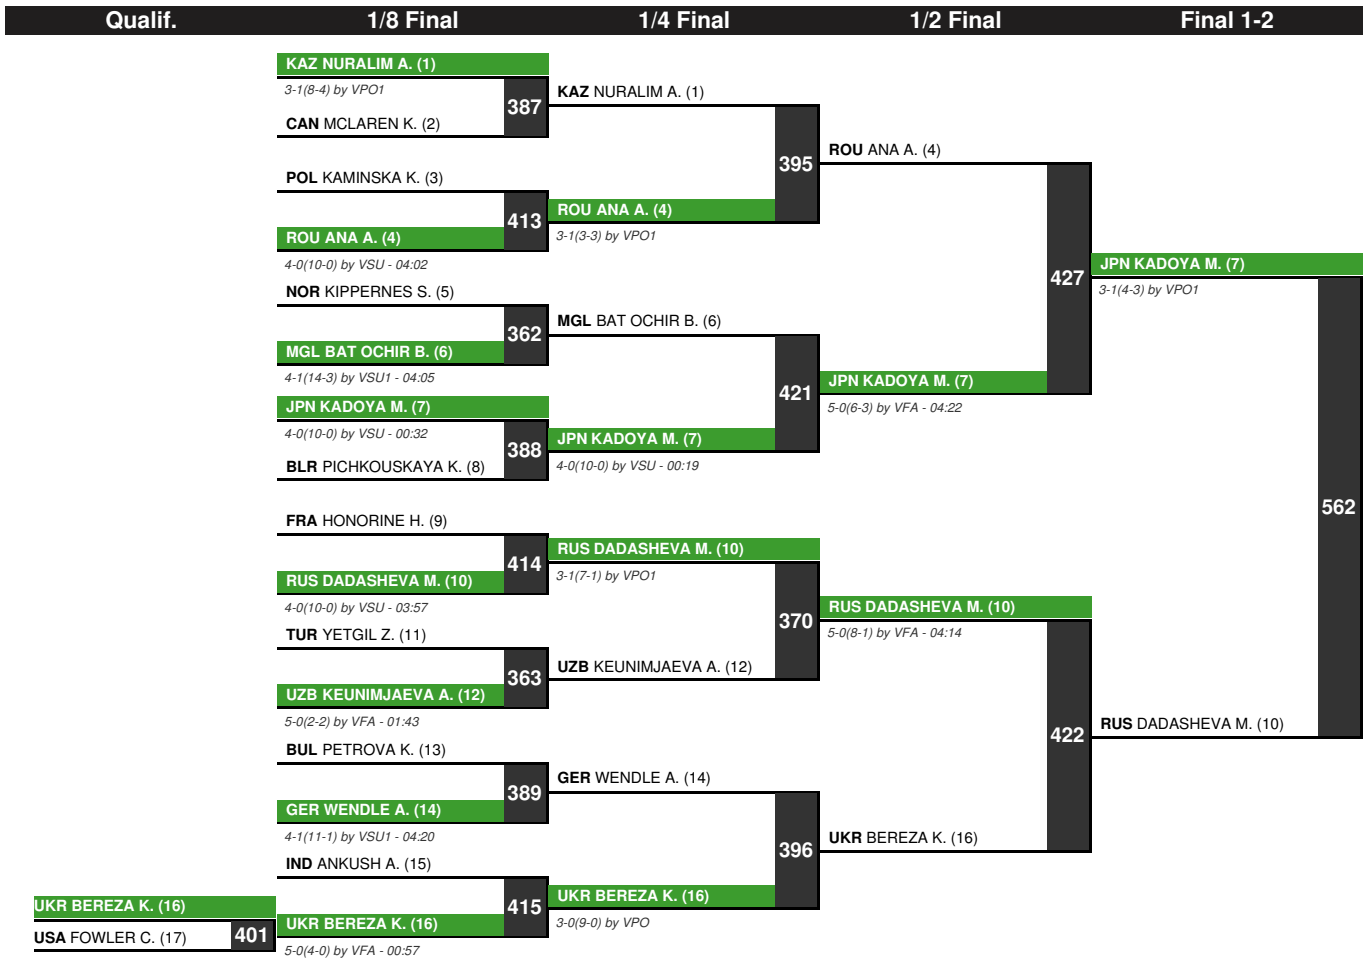 Qualif. 1/8 Final 1/4 Final 1/2 Final Final 1-2
KAZ NURALIM A. (1)
3-1(8-4) by VPO1
387
CAN MCLAREN K. (2)
POL KAMINSKA K. (3)
413
ROU ANA A. (4)
4-0(10-0) by VSU - 04:02
NOR KIPPERNES S. (5)
362
MGL BAT OCHIR B. (6)
4-1(14-3) by VSU1 - 04:05
JPN KADOYA M. (7)
4-0(10-0) by VSU - 00:32
388
BLR PICHKOUSKAYA K. (8)
FRA HONORINE H. (9)
414
RUS DADASHEVA M. (10)
4-0(10-0) by VSU - 03:57
TUR YETGIL Z. (11)
363
UZB KEUNIMJAEVA A. (12)
5-0(2-2) by VFA - 01:43
BUL PETROVA K. (13)
389
GER WENDLE A. (14)
4-1(11-1) by VSU1 - 04:20
IND ANKUSH A. (15)
415
UKR BEREZA K. (16)
5-0(4-0) by VFA - 00:57
UKR BEREZA K. (16)
401
USA FOWLER C. (17)
KAZ NURALIM A. (1)
395
ROU ANA A. (4)
3-1(3-3) by VPO1
MGL BAT OCHIR B. (6)
421
JPN KADOYA M. (7)
4-0(10-0) by VSU - 00:19
RUS DADASHEVA M. (10)
3-1(7-1) by VPO1
370
UZB KEUNIMJAEVA A. (12)
GER WENDLE A. (14)
396
UKR BEREZA K. (16)
3-0(9-0) by VPO
ROU ANA A. (4)
427
JPN KADOYA M. (7)
5-0(6-3) by VFA - 04:22
RUS DADASHEVA M. (10)
5-0(8-1) by VFA - 04:14
422
UKR BEREZA K. (16)
JPN KADOYA M. (7)
3-1(4-3) by VPO1
562
RUS DADASHEVA M. (10)